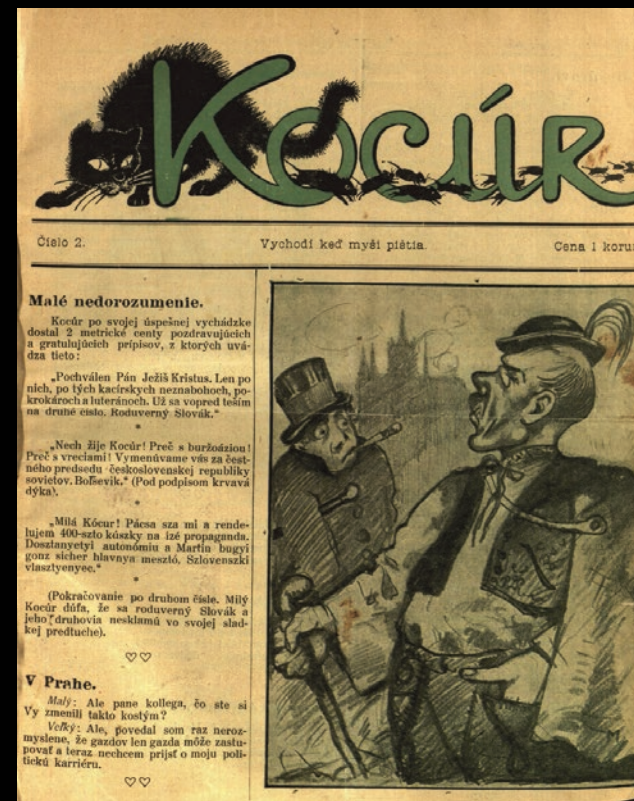 Kocúr
Číslo 2.
Vychodí keď myši pištia.
Cena 1 korun
Malé nedorozumenie.
Kocúr po svojej úspešnej vychádzke
dostal 2 metrické centy pozdravujúcich
a gratulujúcich prípisov, z ktorých uvá-
dza tieto:
„Pochválen Pán Ježiš Kristus. Len po
nich, po tých kacírskych neznabohoch, po-
krokároch a luteránoch. Už sa vopred teším
na druhé číslo. Roduverný Slovák.“
*
„Nech žije Kocúr! Preč s buržoáziou!
Preč s vreciami! Vymenúvame vás za čest-
ného predsedu československej republiky
sovietov. Boľševik.“ (Pod podpisom krvavá
dýka).
*
„Milá Kócur! Pácsa sza mi a rende-
lujem 400-szto kúszky na izé propaganda.
Dosztanyetyi autonómiu a Martin bugyi
gonz sicher hlavnya mesztó. Szlovenszki
vlasztyenyec.“
*
(Pokračovanie po druhom čísle. Milý
Kocúr dúfa, že sa roduverný Slovák a
jeho druhovia nesklamú vo svojej slad-
kej predtuche).
V Prahe.
Malý: Ale pane kollega, čo ste si
Vy zmenili takto kostým?
Veľký: Ale, povedal som raz neroz-
myslene, že gazdov len gazda môže zastu-
povať a teraz nechcem prijsť o moju poli-
tickú karriéru.